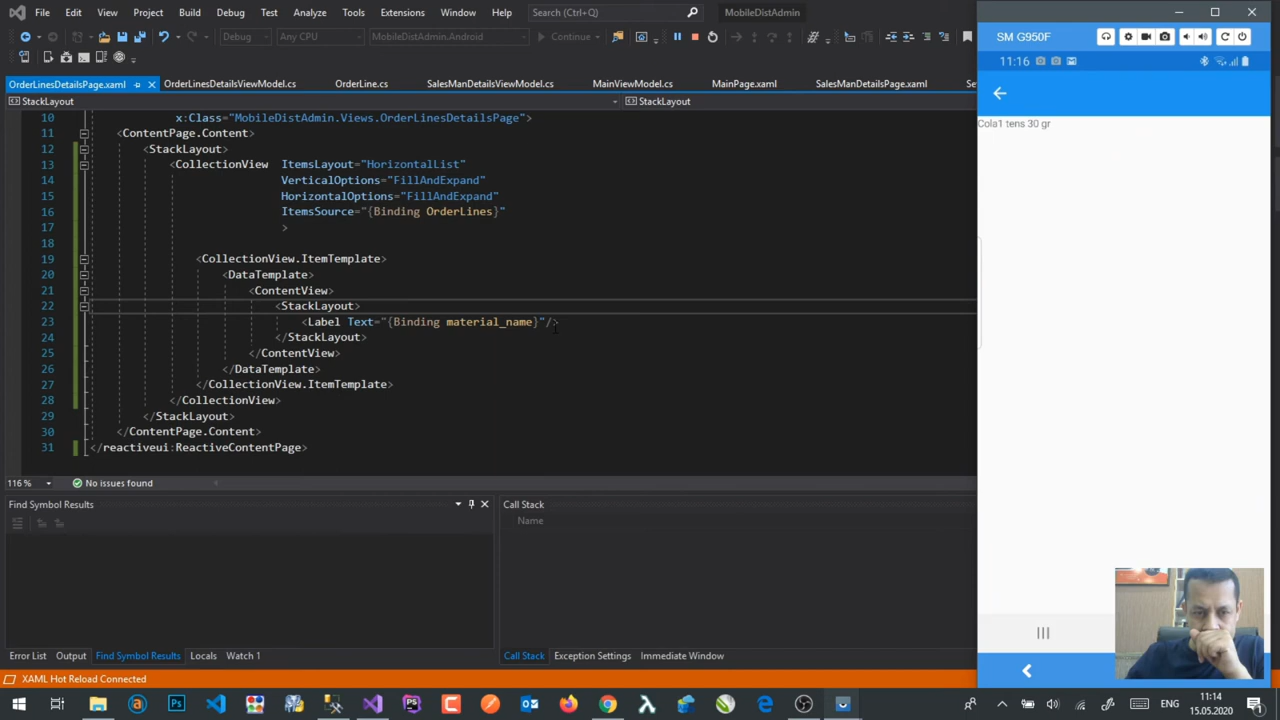 File Edit View Project Build Debug Test Analyze Tools Extensions Window Help Search (Ctrl+Q) MobileDistAdmin
Debug Any CPU MobileDistAdmin.Android Continue
OrderLinesDetailsPage.xaml OrderLinesDetailsViewModel.cs OrderLine.cs SalesManDetailsViewModel.cs MainViewModel.cs MainPage.xaml SalesManDetailsPage.xaml Se
StackLayout StackLayout
10 x:Class="MobileDistAdmin.Views.OrderLinesDetailsPage">
11 <ContentPage.Content>
12 <StackLayout>
13 <CollectionView ItemsLayout="HorizontalList"
14 VerticalOptions="FillAndExpand"
15 HorizontalOptions="FillAndExpand"
16 ItemsSource="{Binding OrderLines}"
17 >
18
19 <CollectionView.ItemTemplate>
20 <DataTemplate>
21 <ContentView>
22 <StackLayout>
23 <Label Text="{Binding material_name}"/>
24 </StackLayout>
25 </ContentView>
26 </DataTemplate>
27 </CollectionView.ItemTemplate>
28 </CollectionView>
29 </StackLayout>
30 </ContentPage.Content>
31 </reactiveui:ReactiveContentPage>
116 % No issues found
Find Symbol Results
Call Stack
Name
Error List Output Find Symbol Results Locals Watch 1
Call Stack Exception Settings Immediate Window
XAML Hot Reload Connected
SM G950F
11:16
Cola1 tens 30 gr
ENG
11:14
15.05.2020